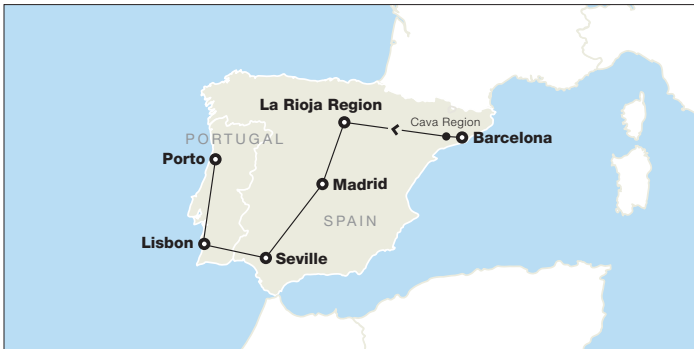 La Rioja Region
Cava Region
Barcelona
PORTUGAL
Porto
Madrid
SPAIN
Lisbon
Seville